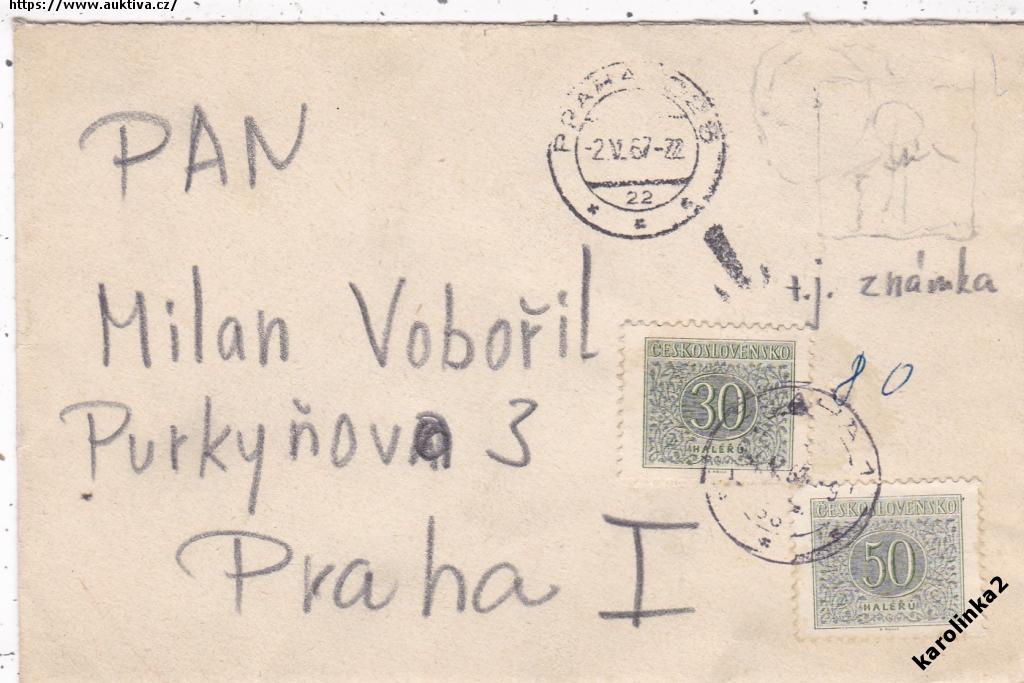 https://www.auktiva.cz/
PAN
PRAHA
-2.V.67-22
22
t.j. známka
Milan Vobořil
ČESKOSLOVENSKO
30
HALÉŘŮ
80
Purkyňova 3
ČESKOSLOVENSKO
50
HALÉŘŮ
Praha I
karolinka2